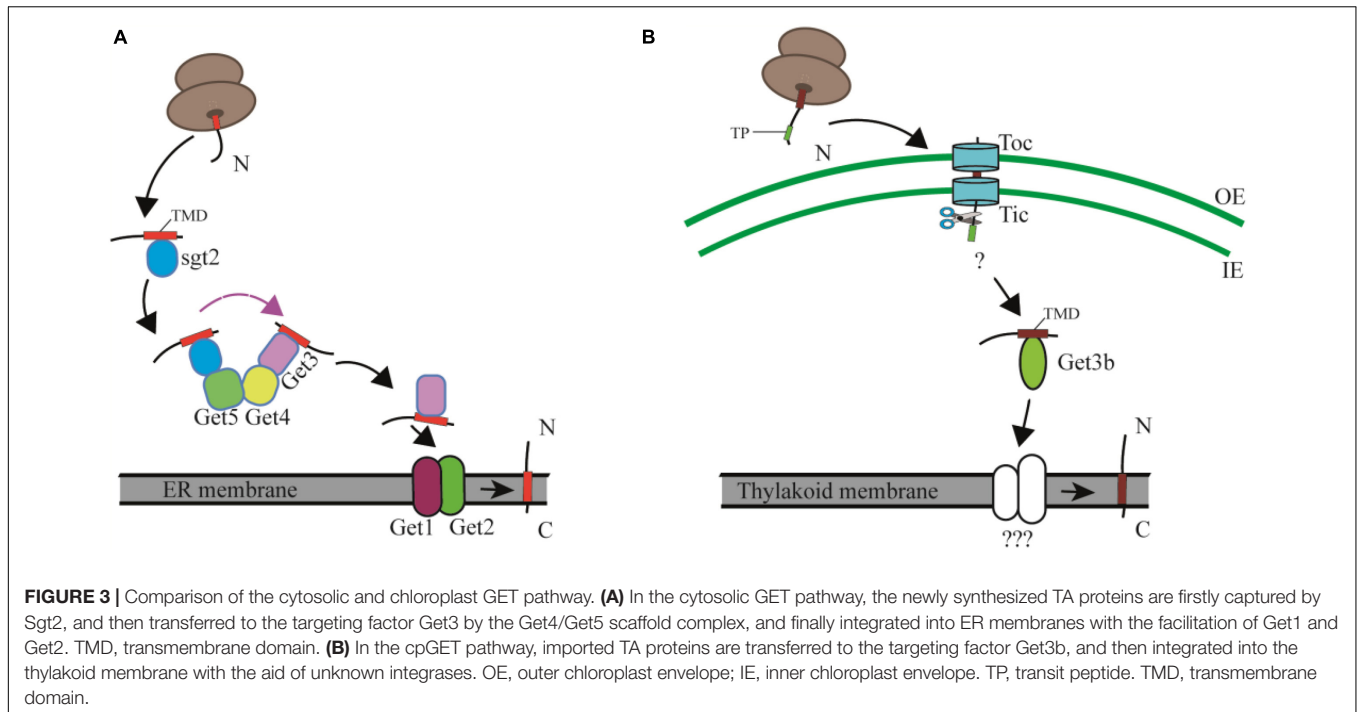 A
N
TMD
sgt2
Get3
Get5 Get4
N
ER membrane
Get1 Get2
C
B
TP
N
Toc
OE
Tic
IE
?
TMD
Get3b
N
Thylakoid membrane
C
???
FIGURE 3 | Comparison of the cytosolic and chloroplast GET pathway. (A) In the cytosolic GET pathway, the newly synthesized TA proteins are firstly captured by
Sgt2, and then transferred to the targeting factor Get3 by the Get4/Get5 scaffold complex, and finally integrated into ER membranes with the facilitation of Get1 and
Get2. TMD, transmembrane domain. (B) In the cpGET pathway, imported TA proteins are transferred to the targeting factor Get3b, and then integrated into the
thylakoid membrane with the aid of unknown integrases. OE, outer chloroplast envelope; IE, inner chloroplast envelope. TP, transit peptide. TMD, transmembrane
domain.